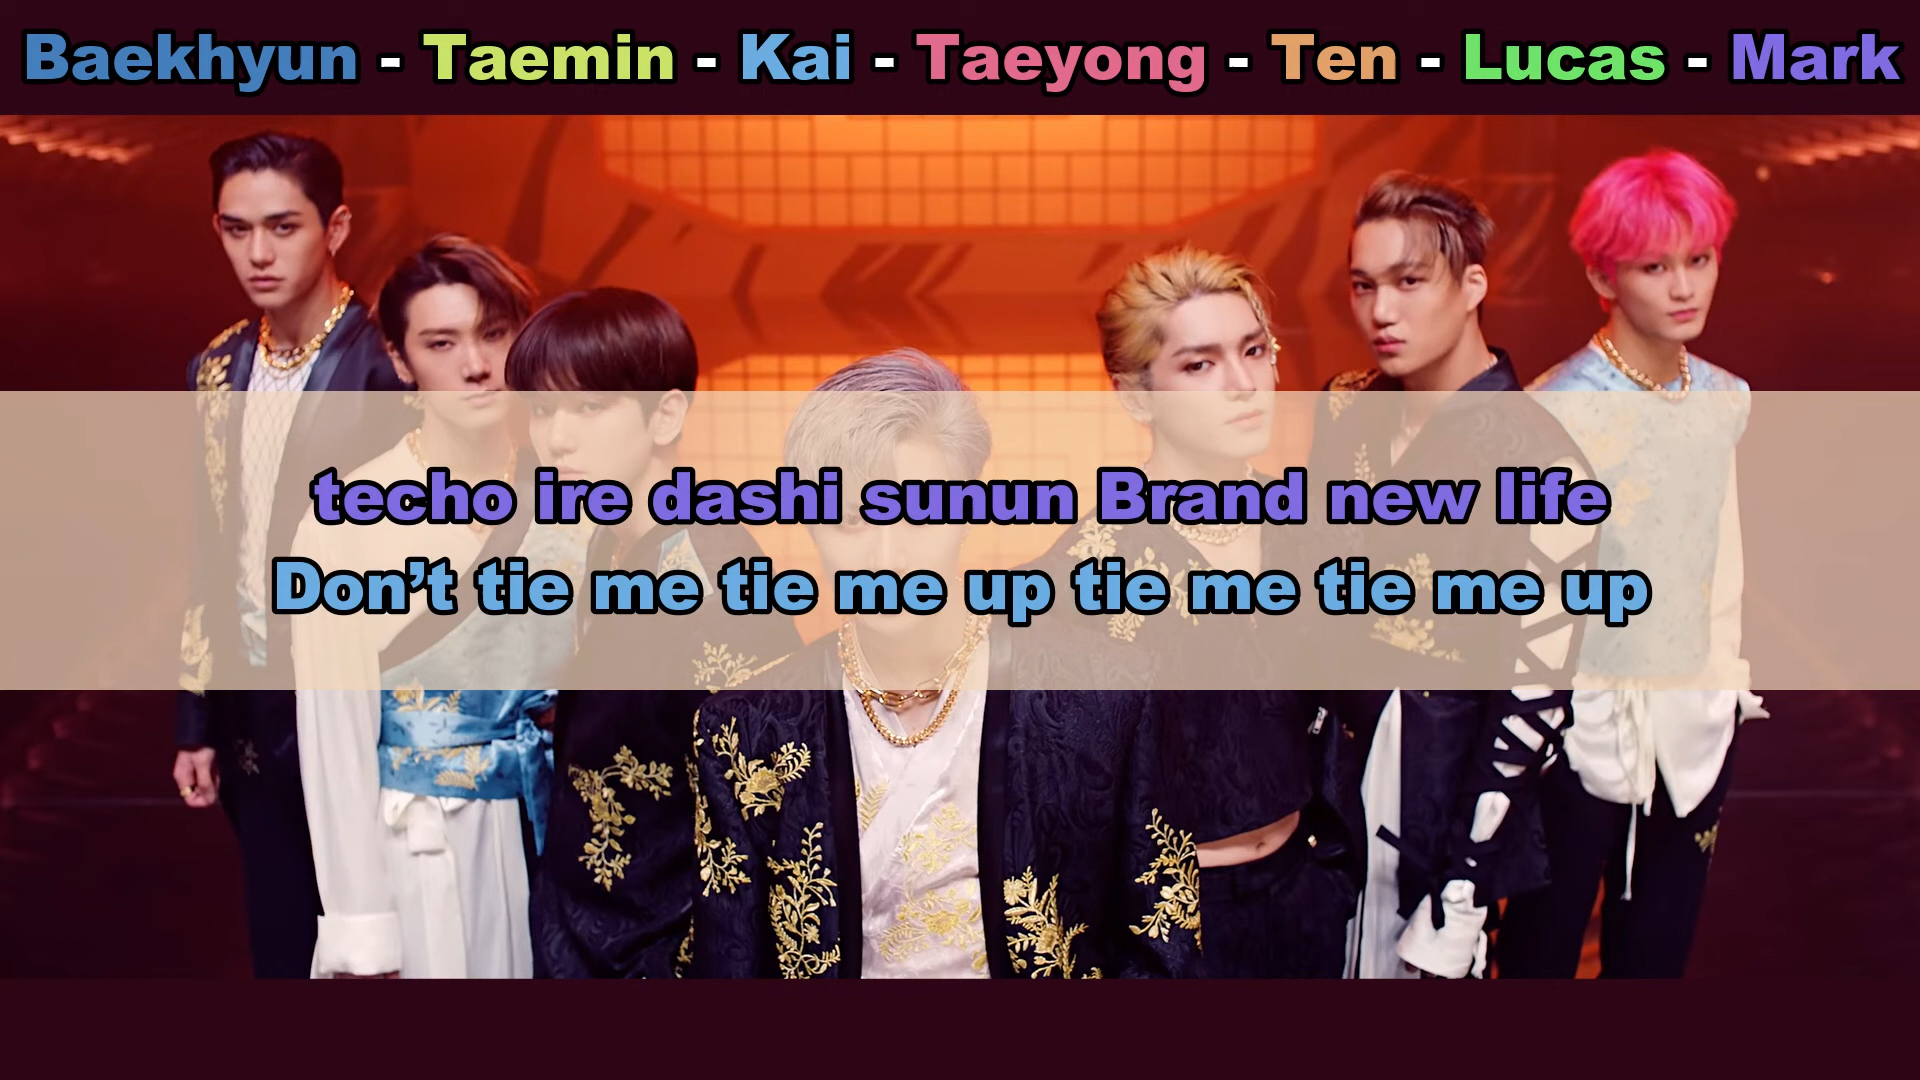 Baekhyun - Taemin - Kai - Taeyong - Ten - Lucas - Mark
techo ire dashi sunun Brand new life
Don’t tie me tie me up tie me tie me up